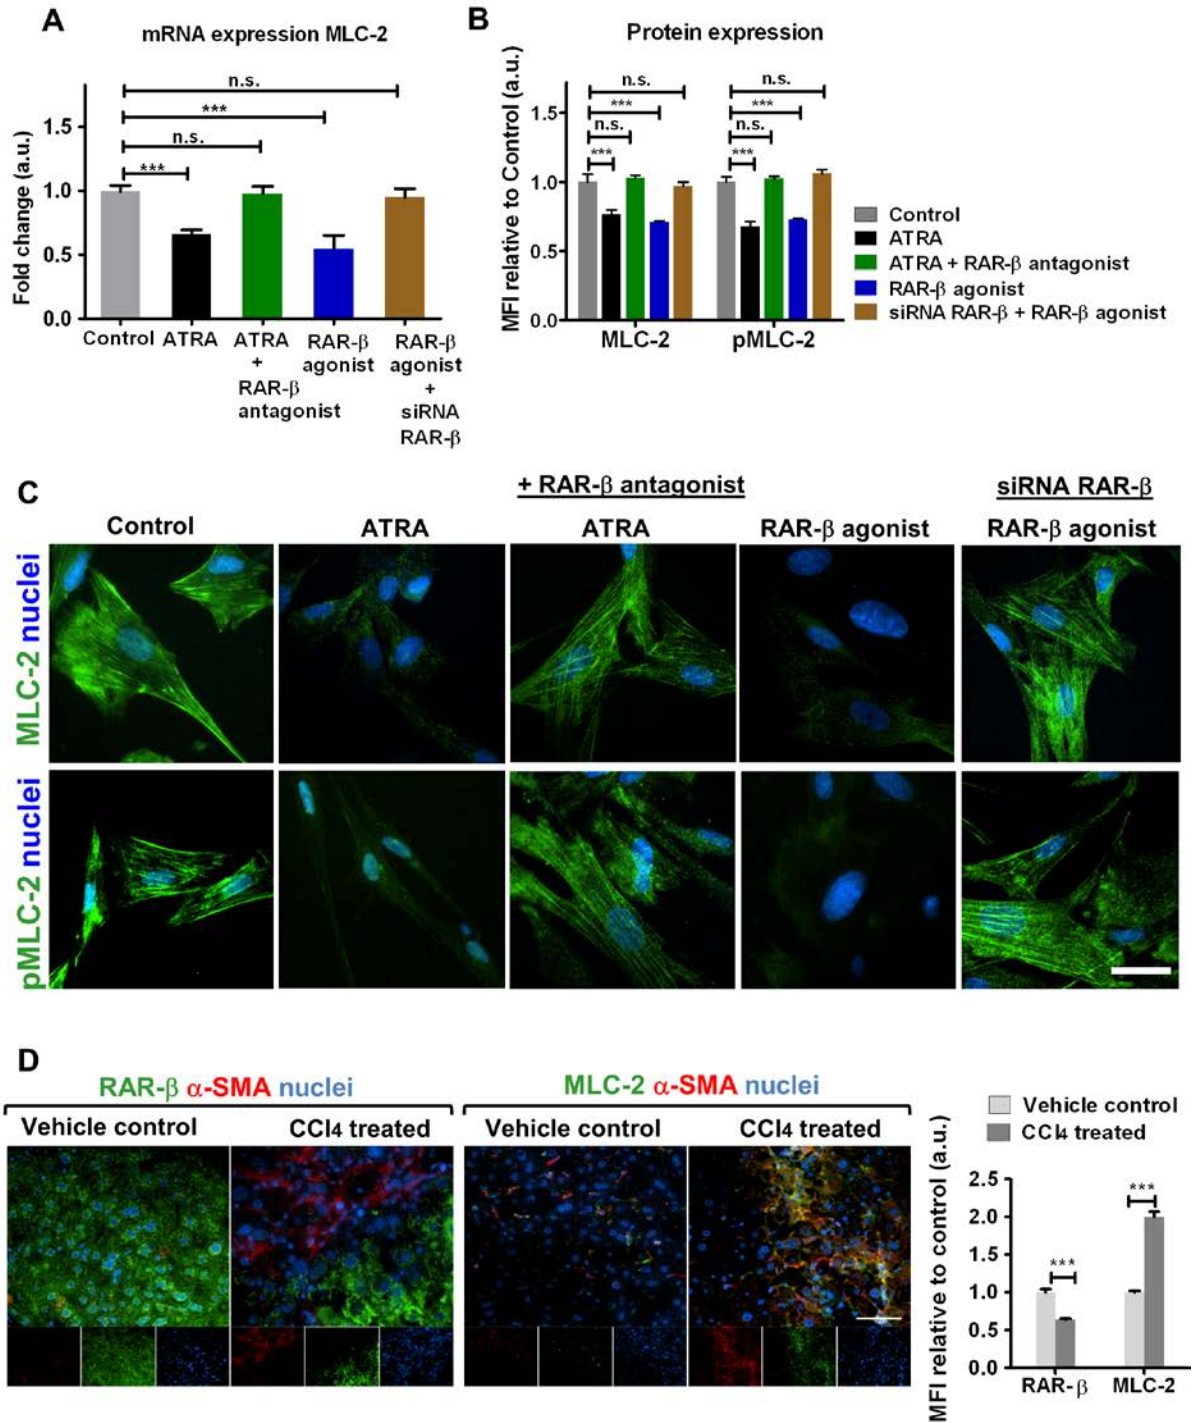 A
mRNA expression MLC-2
Fold change (a.u.)
1.5
1.0
0.5
0.0
n.s.
***
n.s.
***
Control
ATRA
ATRA
+
RAR-β
antagonist
RAR-β
agonist
RAR-β
agonist
+
siRNA
RAR-β
B
Protein expression
MFI relative to Control (a.u.)
1.5
1.0
0.5
0.0
n.s.
***
n.s.
***
n.s.
***
n.s.
***
MLC-2
pMLC-2
Control
ATRA
ATRA + RAR-β antagonist
RAR-β agonist
siRNA RAR-β + RAR-β agonist
C
+ RAR-β antagonist
siRNA RAR-β
Control
ATRA
ATRA
RAR-β agonist
RAR-β agonist
MLC-2 nuclei
pMLC-2 nuclei
D
RAR-β α-SMA nuclei
MLC-2 α-SMA nuclei
Vehicle control
CCl4 treated
Vehicle control
CCl4 treated
Vehicle control
CCl4 treated
MFI relative to control (a.u.)
2.5
2.0
1.5
1.0
0.5
0.0
***
***
RAR-β
MLC-2